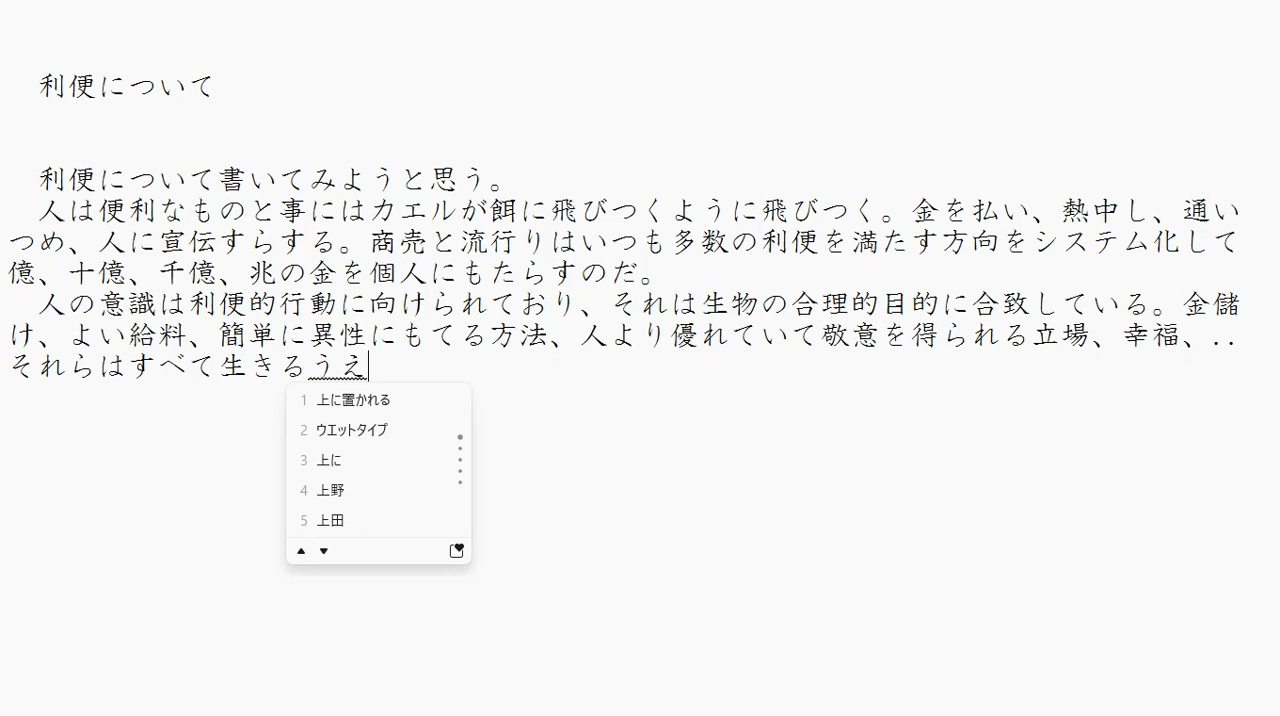 利便について
利便について書いてみようと思う。
人は便利なものと事にはカエルが餌に飛びつくように飛びつく。金を払い、熱中し、通い
つめ、人に宣伝すらする。商売と流行りはいつも多数の利便を満たす方向をシステム化して
億、十億、千億、兆の金を個人にもたらすのだ。
人の意識は利便的行動に向けられており、それは生物の合理的目的に合致している。金儲
け、よい給料、簡単に異性にもてる方法、人より優れていて敬意を得られる立場、幸福、..
それらはすべて生きるうえ
1 上に置かれる
2 ウエットタイプ
3 上に
4 上野
5 上田